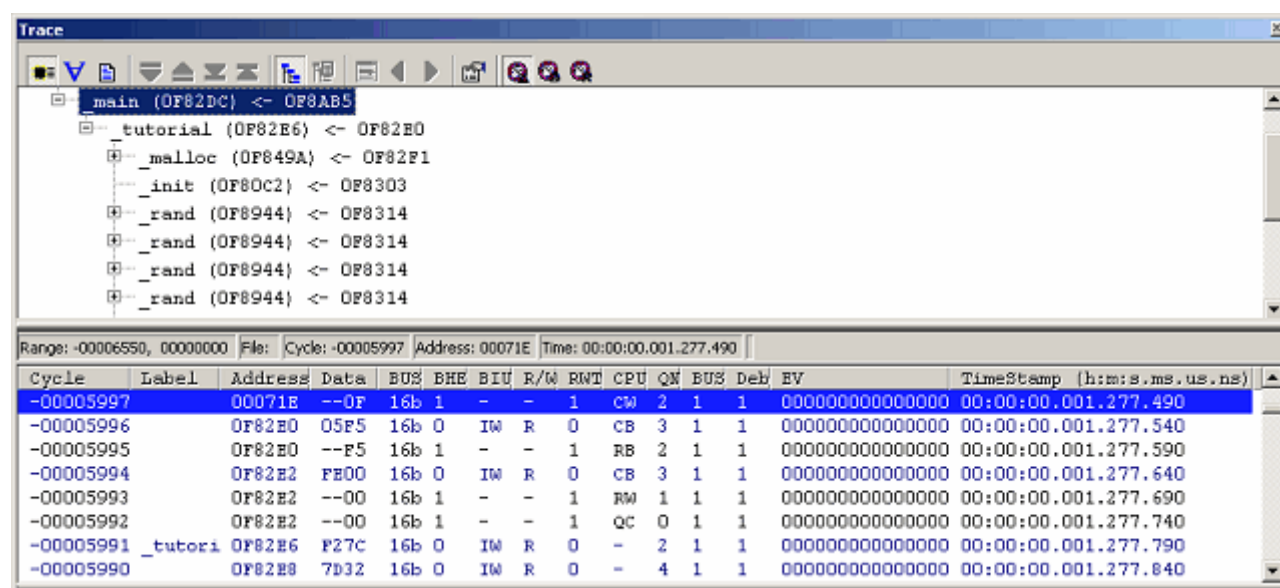 Trace
_main (0F82DC) <- 0F8AB5
_tutorial (0F82E6) <- 0F82E0
_malloc (0F849A) <- 0F82F1
_init (0F80C2) <- 0F8303
_rand (0F8944) <- 0F8314
_rand (0F8944) <- 0F8314
_rand (0F8944) <- 0F8314
_rand (0F8944) <- 0F8314
Range: -00006550, 00000000 File: Cycle: -00005997 Address: 00071E Time: 00:00:00.001.277.490
Cycle Label Address Data BUS BHE BIU R/W RWT CPU QN BUS Deb EV TimeStamp (h:m:s.ms.us.ns)
-00005997 00071E --0F 16b 1 - - 1 CW 2 1 1 0000000000000000 00:00:00.001.277.490
-00005996 0F82E0 05F5 16b 0 IW R 0 CB 3 1 1 0000000000000000 00:00:00.001.277.540
-00005995 0F82E0 --F5 16b 1 - - 1 RB 2 1 1 0000000000000000 00:00:00.001.277.590
-00005994 0F82E2 FE00 16b 0 IW R 0 CB 3 1 1 0000000000000000 00:00:00.001.277.640
-00005993 0F82E2 --00 16b 1 - - 1 RW 1 1 1 0000000000000000 00:00:00.001.277.690
-00005992 0F82E2 --00 16b 1 - - 1 QC 0 1 1 0000000000000000 00:00:00.001.277.740
-00005991 _tutori 0F82E6 F27C 16b 0 IW R 0 - 2 1 1 0000000000000000 00:00:00.001.277.790
-00005990 0F82E8 7D32 16b 0 IW R 0 - 4 1 1 0000000000000000 00:00:00.001.277.840